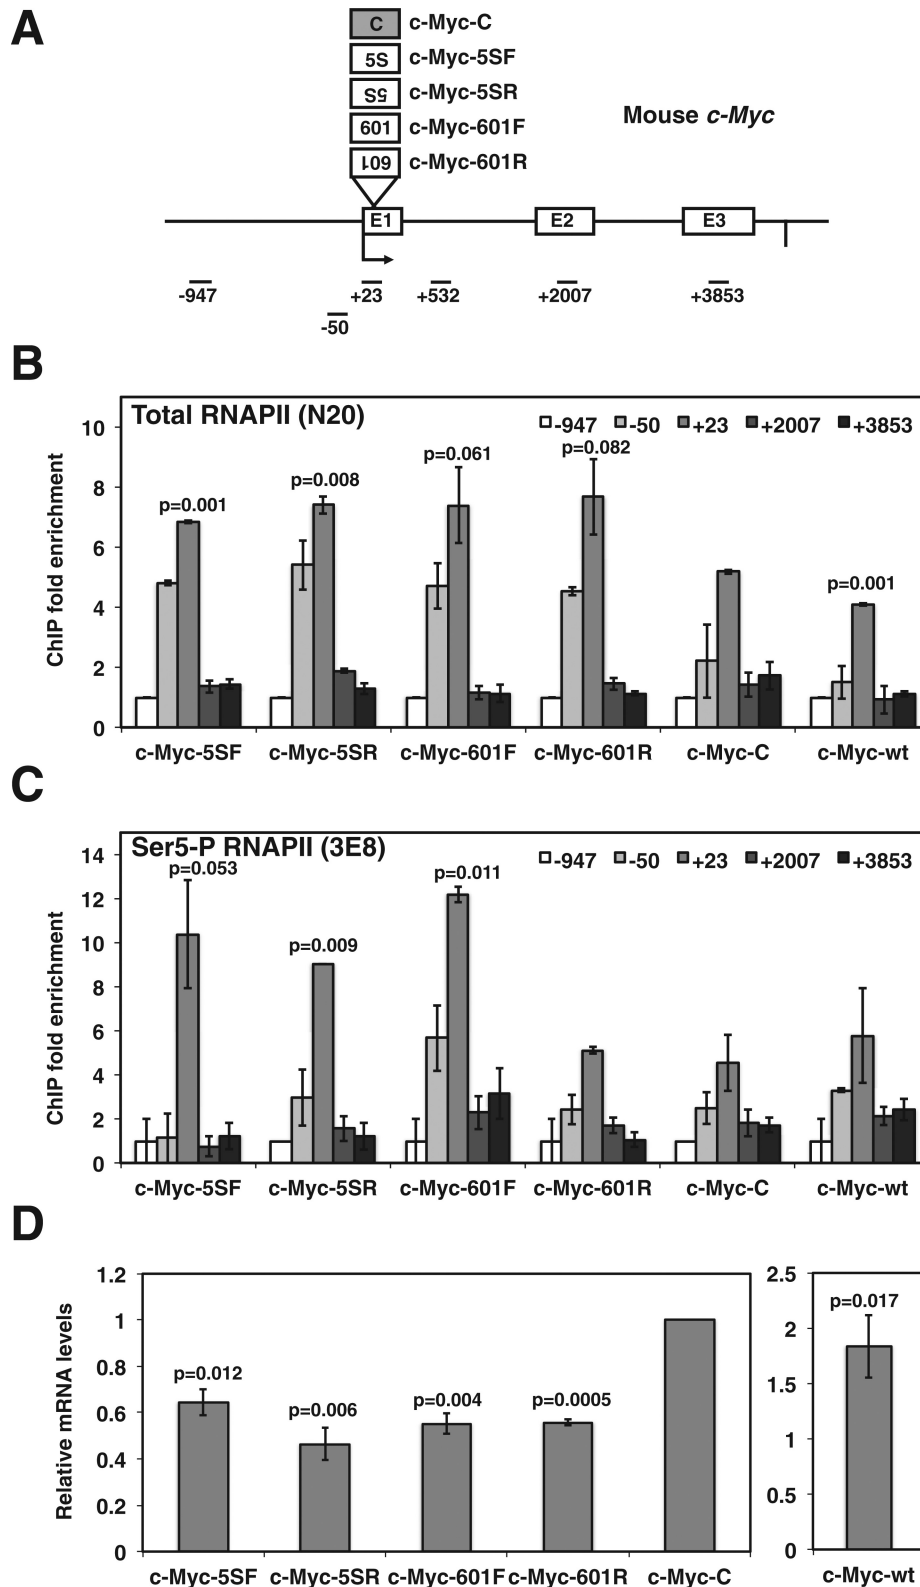 A
C c-Myc-C
5S c-Myc-5SF
5S c-Myc-5SR
601 c-Myc-601F
601 c-Myc-601R
Mouse c-Myc
E1 E2 E3
-947 +23 +532 +2007 +3853
-50
B
Total RNAPII (N20)
-947 -50 +23 +2007 +3853
ChIP fold enrichment
10
8
6
4
2
0
p=0.001 p=0.008 p=0.061 p=0.082 p=0.001
c-Myc-5SF c-Myc-5SR c-Myc-601F c-Myc-601R c-Myc-C c-Myc-wt
C
Ser5-P RNAPII (3E8)
-947 -50 +23 +2007 +3853
ChIP fold enrichment
14
12
10
8
6
4
2
0
p=0.053 p=0.009 p=0.011
c-Myc-5SF c-Myc-5SR c-Myc-601F c-Myc-601R c-Myc-C c-Myc-wt
D
Relative mRNA levels
1.2
1
0.8
0.6
0.4
0.2
0
p=0.012 p=0.006 p=0.004 p=0.0005
c-Myc-5SF c-Myc-5SR c-Myc-601F c-Myc-601R c-Myc-C
2.5
2
1.5
1
0.5
0
p=0.017
c-Myc-wt